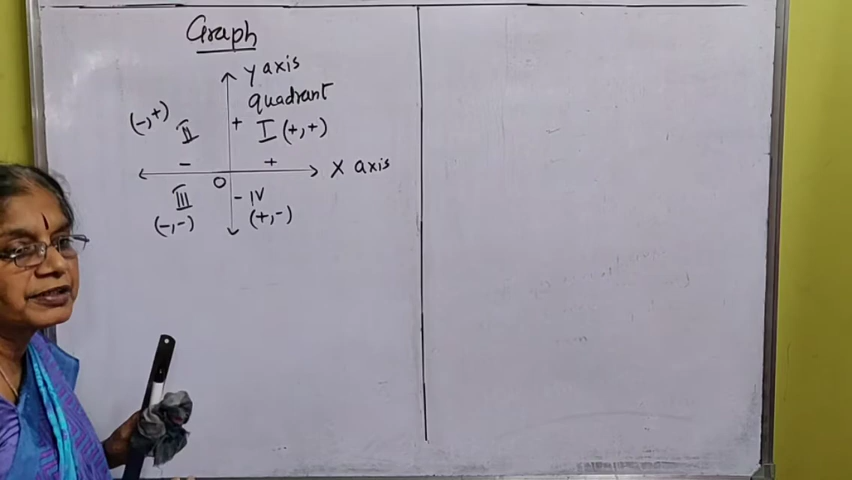 Graph
Y axis
quadrant
(-,+) II + I (+,+)
- +
X axis
O
III - IV
(-,-) (+,-)